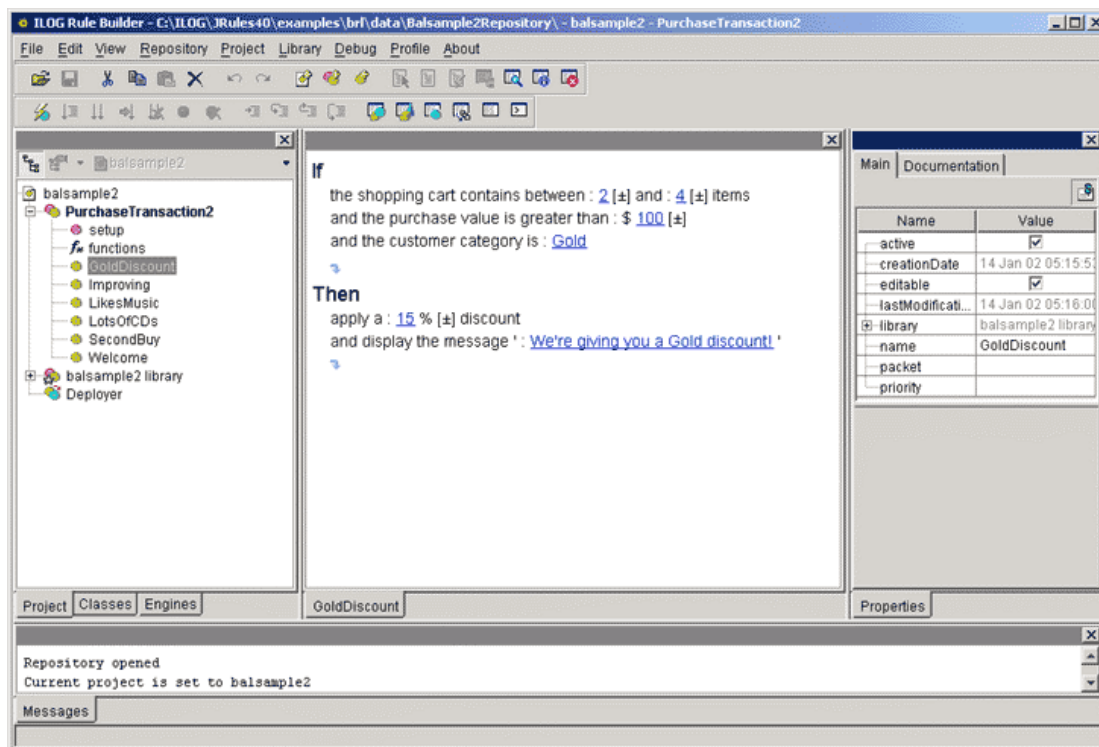 ILOG Rule Builder - C:\ILOG\JRules40\examples\brl\data\Balsample2Repository\ - balsample2 - PurchaseTransaction2
File Edit View Repository Project Library Debug Profile About
balsample2
balsample2
PurchaseTransaction2
setup
functions
GoldDiscount
Improving
LikesMusic
LotsOfCDs
SecondBuy
Welcome
balsample2 library
Deployer
Project Classes Engines
If
the shopping cart contains between : 2 [±] and : 4 [±] items
and the purchase value is greater than : $ 100 [±]
and the customer category is : Gold
Then
apply a : 15 % [±] discount
and display the message ' : We're giving you a Gold discount! '
GoldDiscount
Main Documentation
Name Value
active
creationDate 14 Jan 02 05:15:5
editable
lastModificati... 14 Jan 02 05:16:0
library balsample2 library
name GoldDiscount
packet
priority
Properties
Repository opened
Current project is set to balsample2
Messages